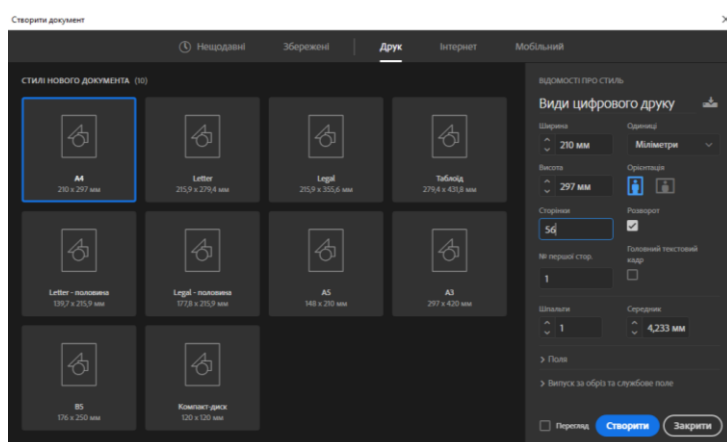 Створити документ
Нещодавні Збережені Друк Інтернет Мобільний
СТИЛІ НОВОГО ДОКУМЕНТА (10)
A4
210 x 297 мм
Letter
215,9 x 279,4 мм
Legal
215,9 x 355,6 мм
Таблоїд
279,4 x 431,8 мм
Letter - половина
139,7 x 215,9 мм
Legal - половина
177,8 x 215,9 мм
A5
148 x 210 мм
A3
297 x 420 мм
B5
176 x 250 мм
Компакт-диск
120 x 120 мм
ВІДОМОСТІ ПРО СТИЛЬ
Види цифрового друку
Ширина Одиниці
210 мм Міліметри
Висота Орієнтація
297 мм
Сторінки Розворот
56
№ першої стор. Головний текстовий
кадр
1
Шпальти Середник
1 4,233 мм
> Поля
> Випуск за обріз та службове поле
Перегляд Створити Закрити